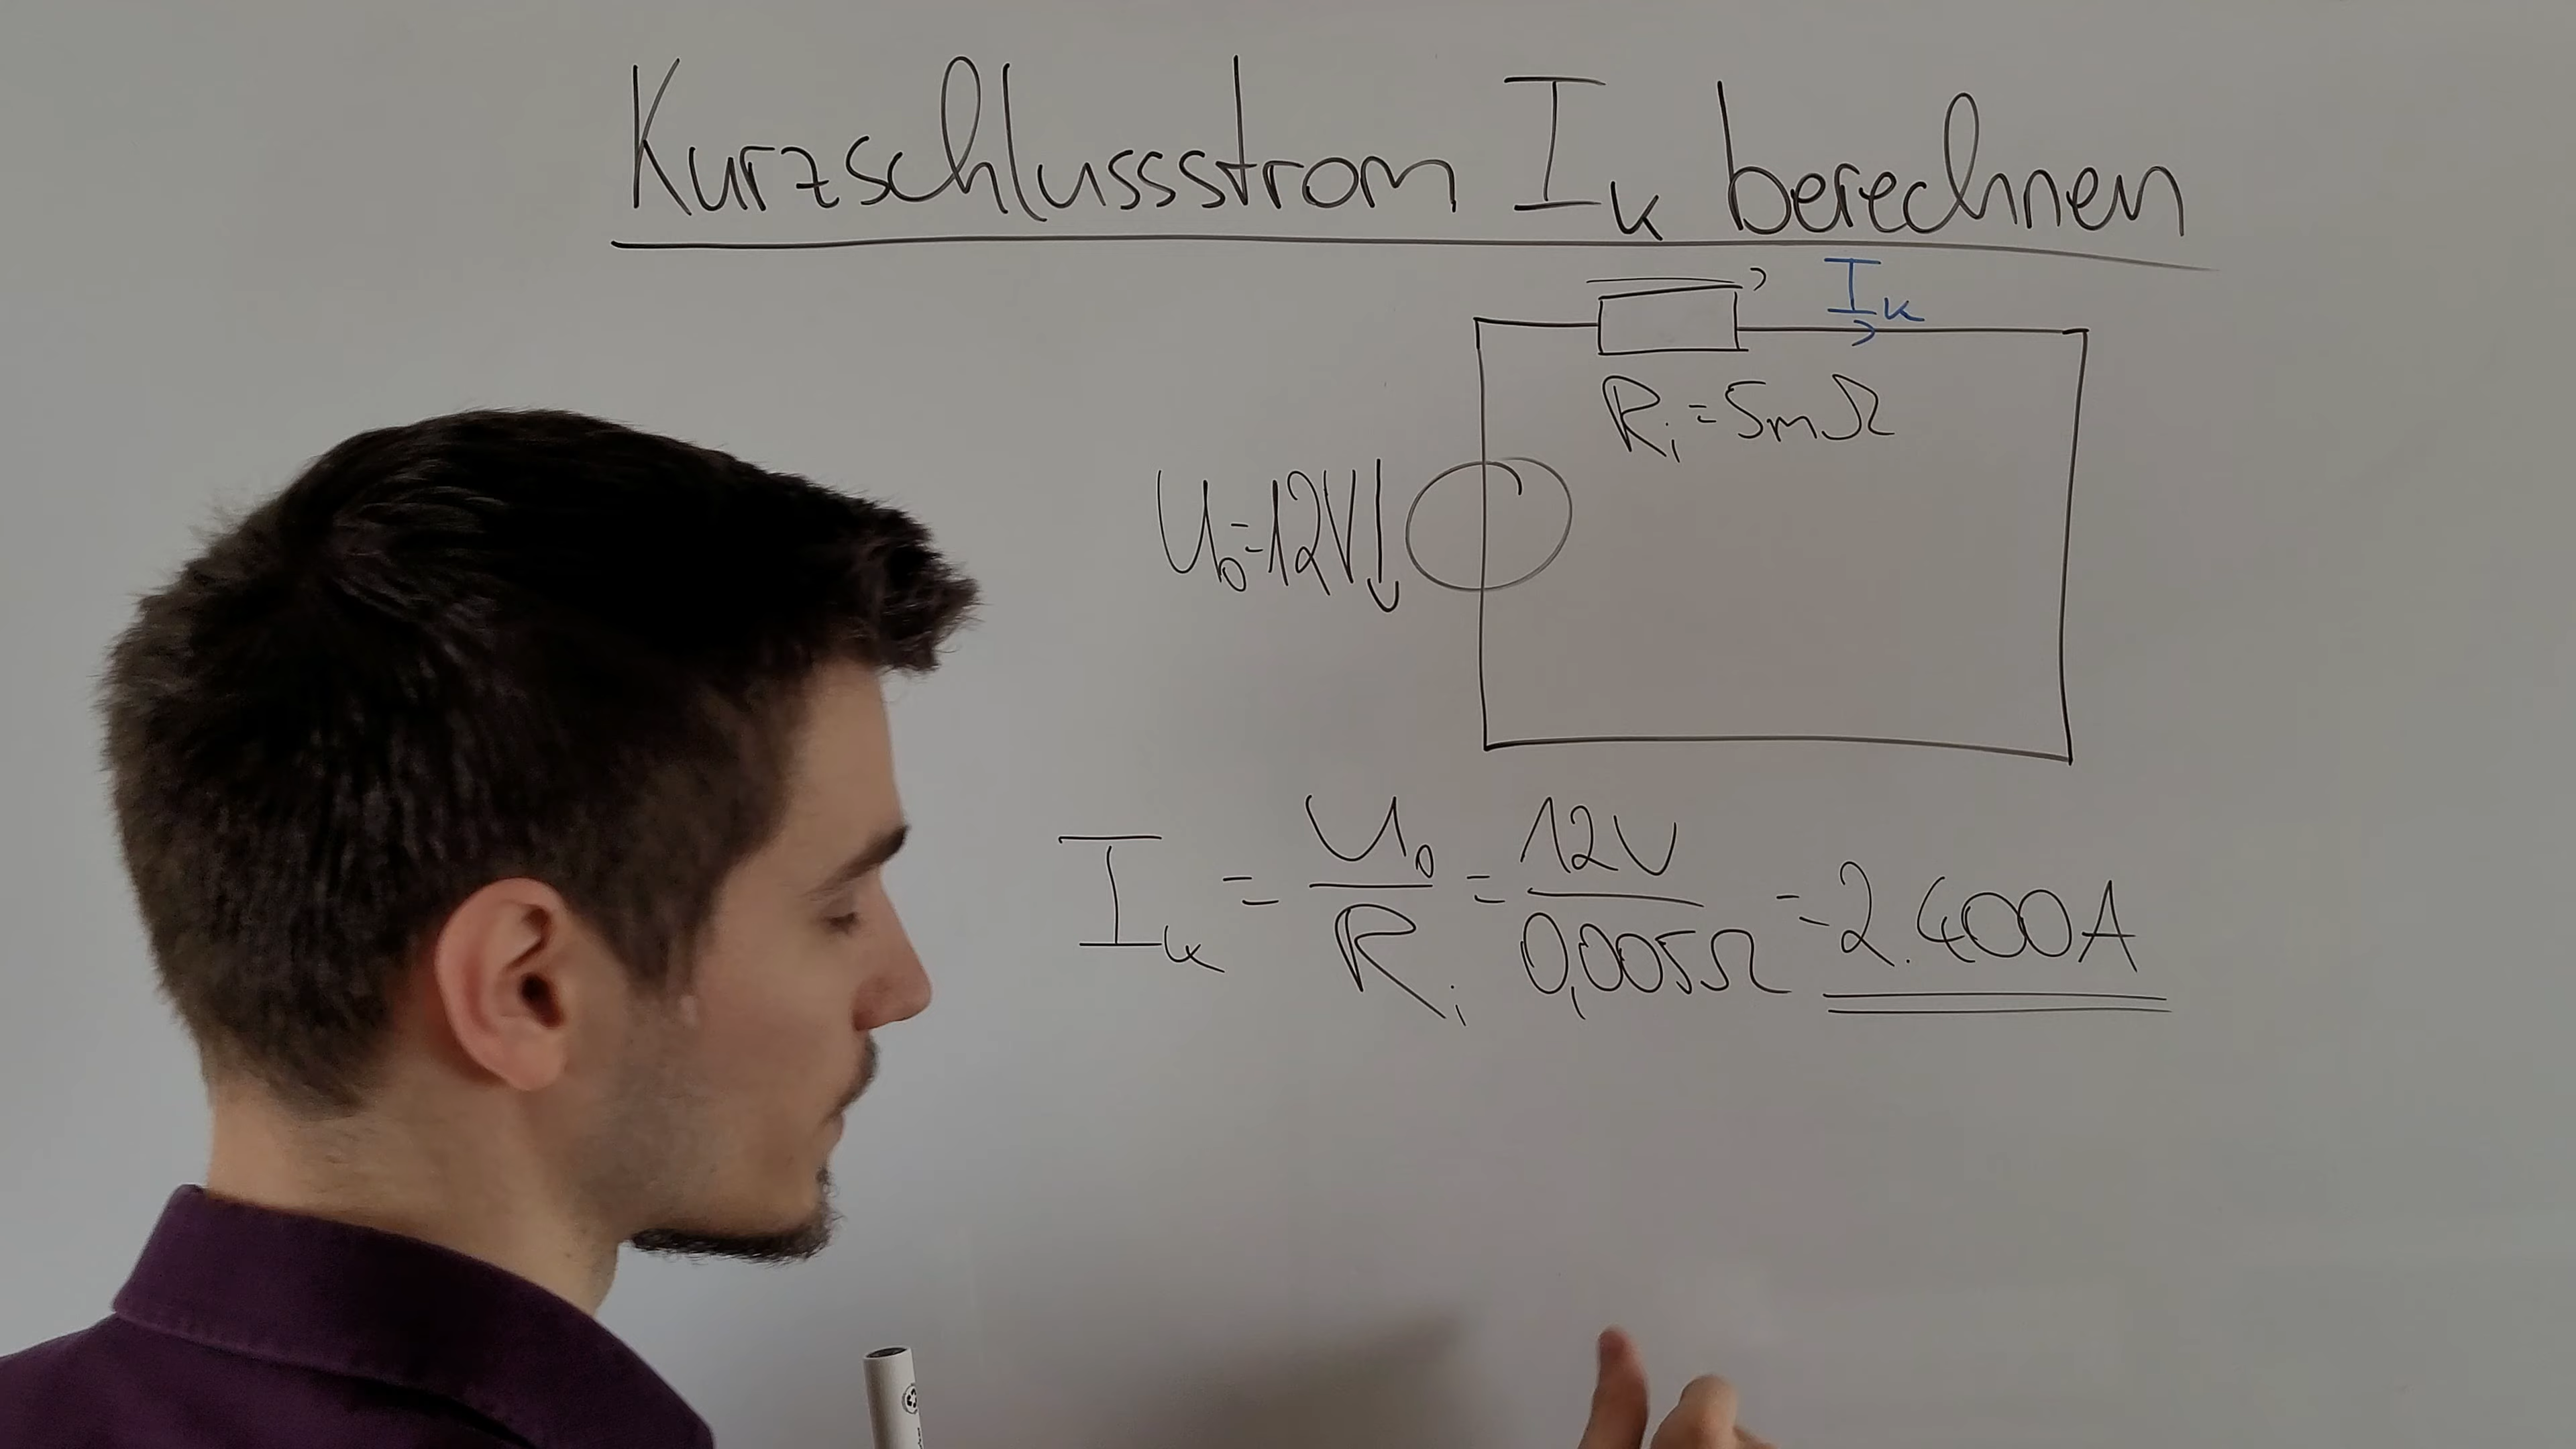 Kurzschlussstrom I_K berechnen
I_K
R_i = 5mΩ
U_0 = 12V
I_K = U_0 / R_i = 12V / 0,005Ω = 2.400A